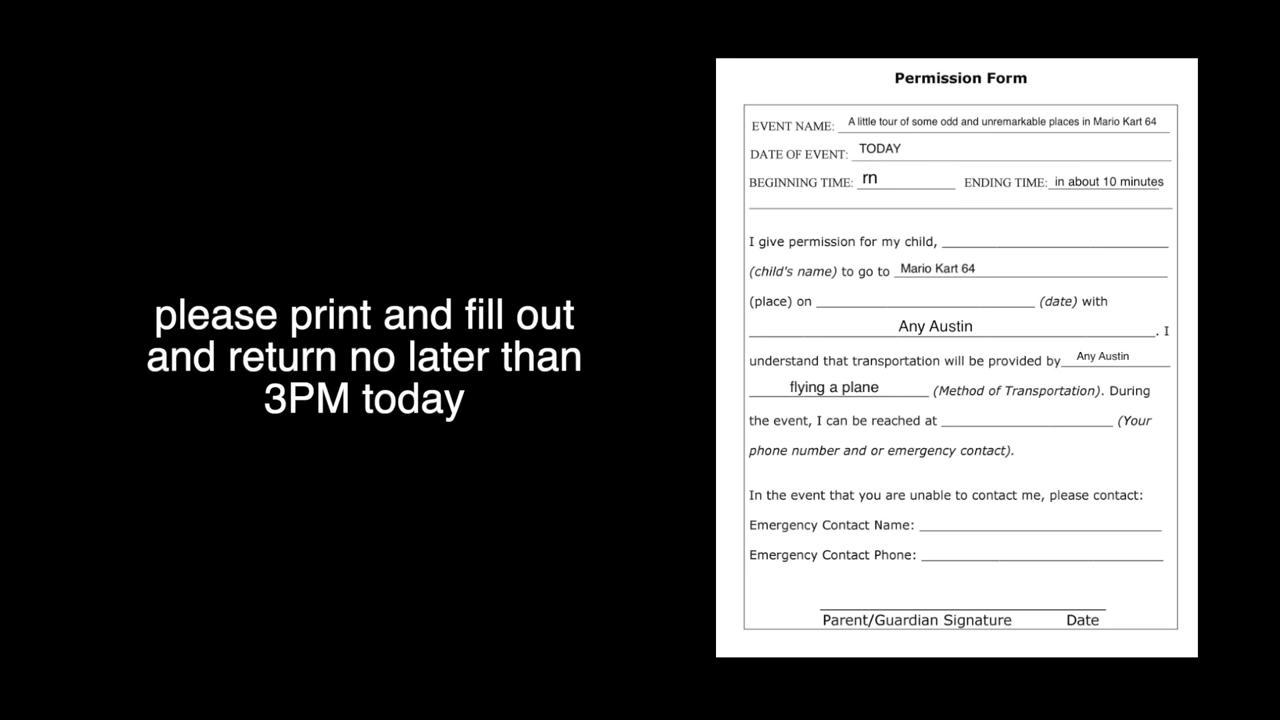 please print and fill out
and return no later than
3PM today
Permission Form
EVENT NAME: A little tour of some odd and unremarkable places in Mario Kart 64
DATE OF EVENT: TODAY
BEGINNING TIME: rn ENDING TIME: in about 10 minutes
I give permission for my child,
(child's name) to go to Mario Kart 64
(place) on (date) with
Any Austin . I
understand that transportation will be provided by Any Austin
flying a plane (Method of Transportation). During
the event, I can be reached at (Your
phone number and or emergency contact).
In the event that you are unable to contact me, please contact:
Emergency Contact Name:
Emergency Contact Phone:
Parent/Guardian Signature Date